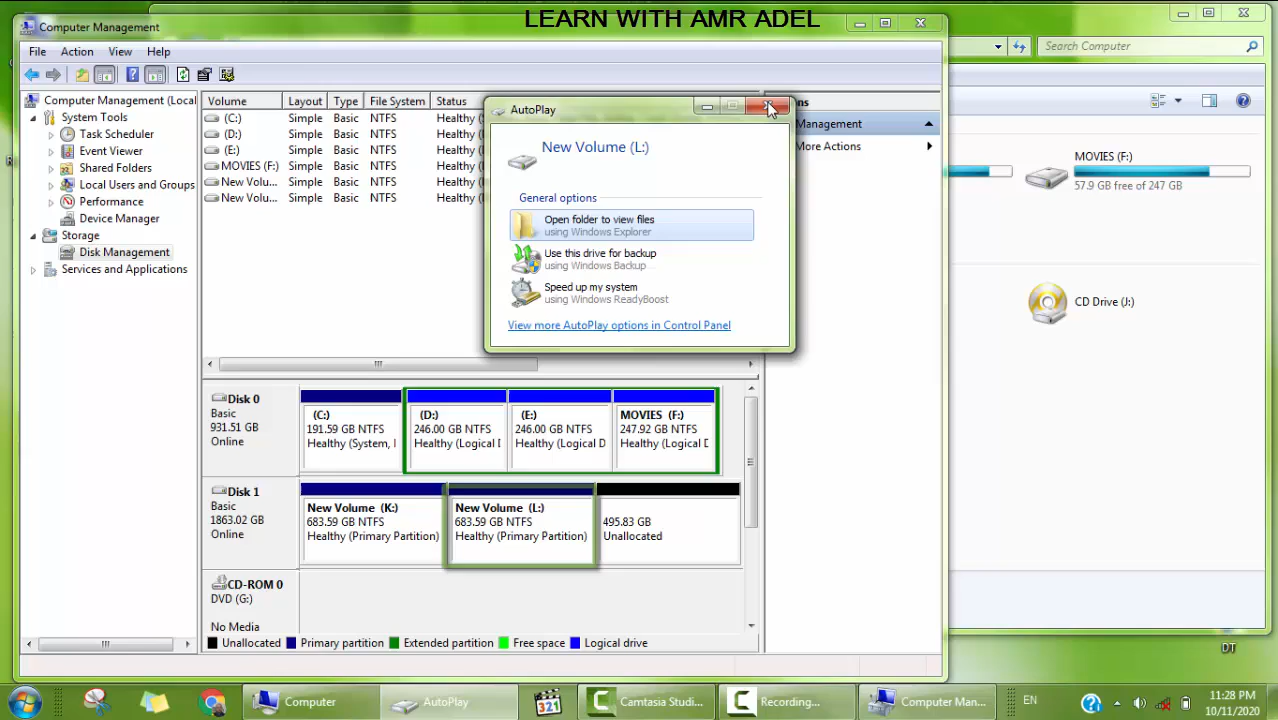 LEARN WITH AMR ADEL
Computer Management
File Action View Help
Search Computer
Computer Management (Local
System Tools
Task Scheduler
Event Viewer
Shared Folders
Local Users and Groups
Performance
Device Manager
Storage
Disk Management
Services and Applications
Volume Layout Type File System Status
(C:) Simple Basic NTFS Healthy (
(D:) Simple Basic NTFS Healthy (
(E:) Simple Basic NTFS Healthy (
MOVIES (F:) Simple Basic NTFS Healthy (
New Volu... Simple Basic NTFS Healthy (
New Volu... Simple Basic NTFS Healthy (
ns
Management
More Actions
AutoPlay
New Volume (L:)
General options
Open folder to view files
using Windows Explorer
Use this drive for backup
using Windows Backup
Speed up my system
using Windows ReadyBoost
View more AutoPlay options in Control Panel
MOVIES (F:)
57.9 GB free of 247 GB
CD Drive (J:)
Disk 0
Basic
931.51 GB
Online
(C:)
191.59 GB NTFS
Healthy (System, I
(D:)
246.00 GB NTFS
Healthy (Logical D
(E:)
246.00 GB NTFS
Healthy (Logical D
MOVIES (F:)
247.92 GB NTFS
Healthy (Logical D
Disk 1
Basic
1863.02 GB
Online
New Volume (K:)
683.59 GB NTFS
Healthy (Primary Partition)
New Volume (L:)
683.59 GB NTFS
Healthy (Primary Partition)
495.83 GB
Unallocated
CD-ROM 0
DVD (G:)
No Media
Unallocated Primary partition Extended partition Free space Logical drive
DT
Computer
AutoPlay
321
Camtasia Studi...
Recording...
Computer Man...
EN
11:28 PM
10/11/2020